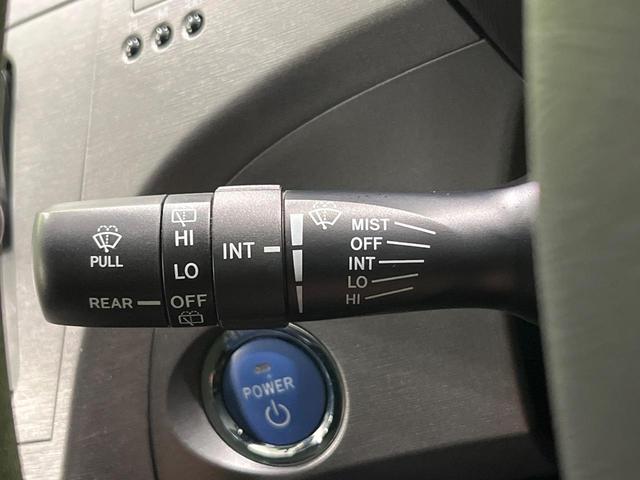 PULL
REAR
HI
LO
OFF
INT
MIST
OFF
INT
LO
HI
POWER